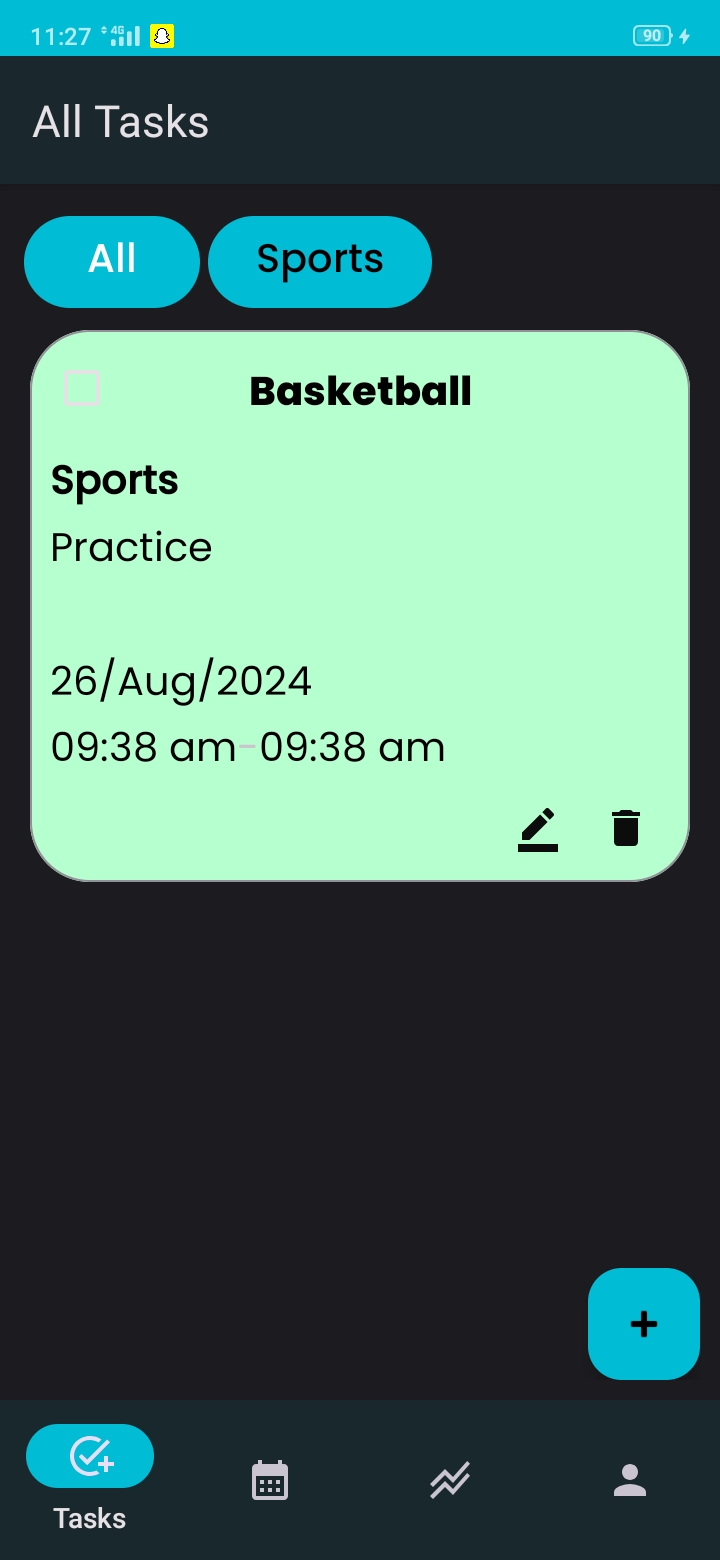 11:27 4G 90
All Tasks
All Sports
Basketball
Sports
Practice
26/Aug/2024
09:38 am-09:38 am
+
Tasks